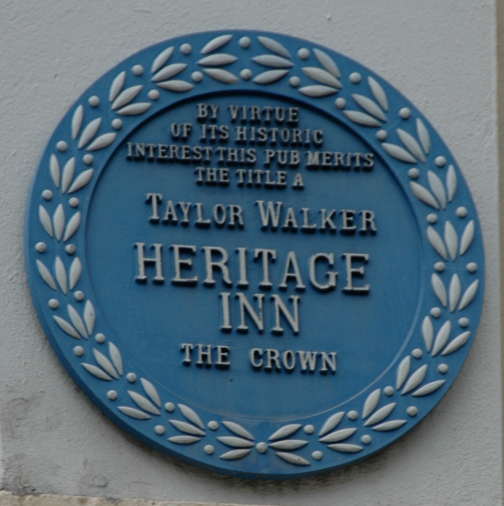 BY VIRTUE
OF ITS HISTORIC
INTEREST THIS PUB MERITS
THE TITLE A
TAYLOR WALKER
HERITAGE
INN
THE CROWN